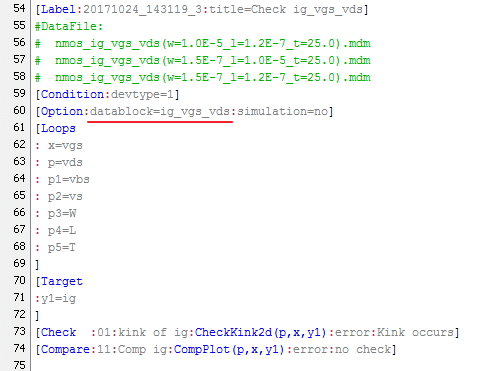 54 [Label:20171024_143119_3:title=Check ig_vgs_vds]
55 #DataFile:
56 #  nmos_ig_vgs_vds(w=1.0E-5_l=1.2E-7_t=25.0).mdm
57 #  nmos_ig_vgs_vds(w=1.5E-7_l=1.0E-5_t=25.0).mdm
58 #  nmos_ig_vgs_vds(w=1.5E-7_l=1.2E-7_t=25.0).mdm
59 [Condition:devtype=1]
60 [Option:datablock=ig_vgs_vds:simulation=no]
61 [Loops
62 : x=vgs
63 : p=vds
64 : p1=vbs
65 : p2=vs
66 : p3=W
67 : p4=L
68 : p5=T
69 ]
70 [Target
71 :y1=ig
72 ]
73 [Check  :01:kink of ig:CheckKink2d(p,x,y1):error:Kink occurs]
74 [Compare:11:Comp ig:CompPlot(p,x,y1):error:no check]
75